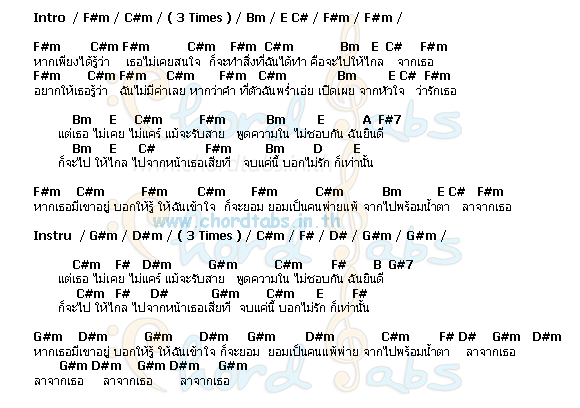 Intro / F#m / C#m / ( 3 Times ) / Bm / E C# / F#m / F#m /
F#m C#m F#m C#m F#m C#m Bm E C# F#m
หากเพียงได้รู้ว่า เธอไม่เคยสนใจ ก็จะทำสิ่งที่ฉันได้ทำ คือจะไปให้ไกล จากเธอ
F#m C#m F#m C#m F#m C#m Bm E C# F#m
อยากให้เธอรู้ว่า ฉันไม่มีค่าเลย หากว่าคำ ที่ตัวฉันพร่ำเอ่ย เปิดเผย จากหัวใจ ว่ารักเธอ
Bm E C#m F#m Bm E A F#7
แต่เธอ ไม่เคย ไม่แคร์ แม้จะรับสาย พูดความใน ไม่ชอบกัน ฉันยินดี
Bm E C# F#m Bm D E
ก็จะไป ให้ไกล ไปจากหน้าเธอเสียที จบแค่นี้ บอกไม่รัก ก็เท่านั้น
F#m C#m F#m C#m F#m C#m Bm E C# F#m
หากเธอมีเขาอยู่ บอกให้รู้ ให้ฉันเข้าใจ ก็จะยอม ยอมเป็นคนพ่ายแพ้ จากไปพร้อมน้ำตา ลาจากเธอ
www.chordtabs.in.th
Instru / G#m / D#m / ( 3 Times ) / C#m / F# / D# / G#m / G#m /
C#m F# D#m G#m C#m F# B G#7
แต่เธอ ไม่เคย ไม่แคร์ แม้จะรับสาย พูดความใน ไม่ชอบกัน ฉันยินดี
C#m F# D# G#m C#m E F#
ก็จะไป ให้ไกล ไปจากหน้าเธอเสียที จบแค่นี้ บอกไม่รัก ก็เท่านั้น
G#m D#m G#m D#m G#m D#m C#m F# D# G#m D#m
หากเธอมีเขาอยู่ บอกให้รู้ ให้ฉันเข้าใจ ก็จะยอม ยอมเป็นคนแพ้พ่าย จากไปพร้อมน้ำตา ลาจากเธอ
G#m D#m G#m D#m G#m
ลาจากเธอ ลาจากเธอ ลาจากเธอ